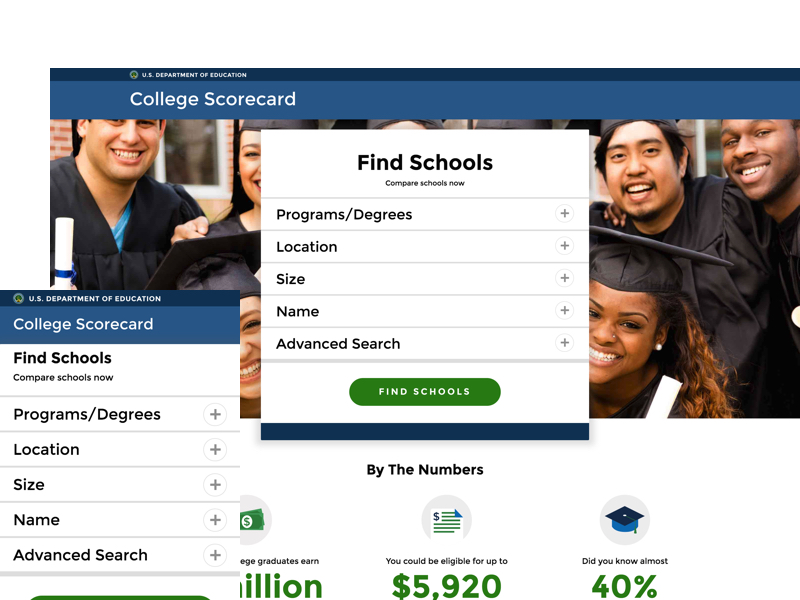 U.S. DEPARTMENT OF EDUCATION
College Scorecard
Find Schools
Compare schools now
Programs/Degrees
Location
Size
Name
Advanced Search
FIND SCHOOLS
By The Numbers
ege graduates earn
illion
You could be eligible for up to
$5,920
Did you know almost
40%
U.S. DEPARTMENT OF EDUCATION
College Scorecard
Find Schools
Compare schools now
Programs/Degrees
Location
Size
Name
Advanced Search